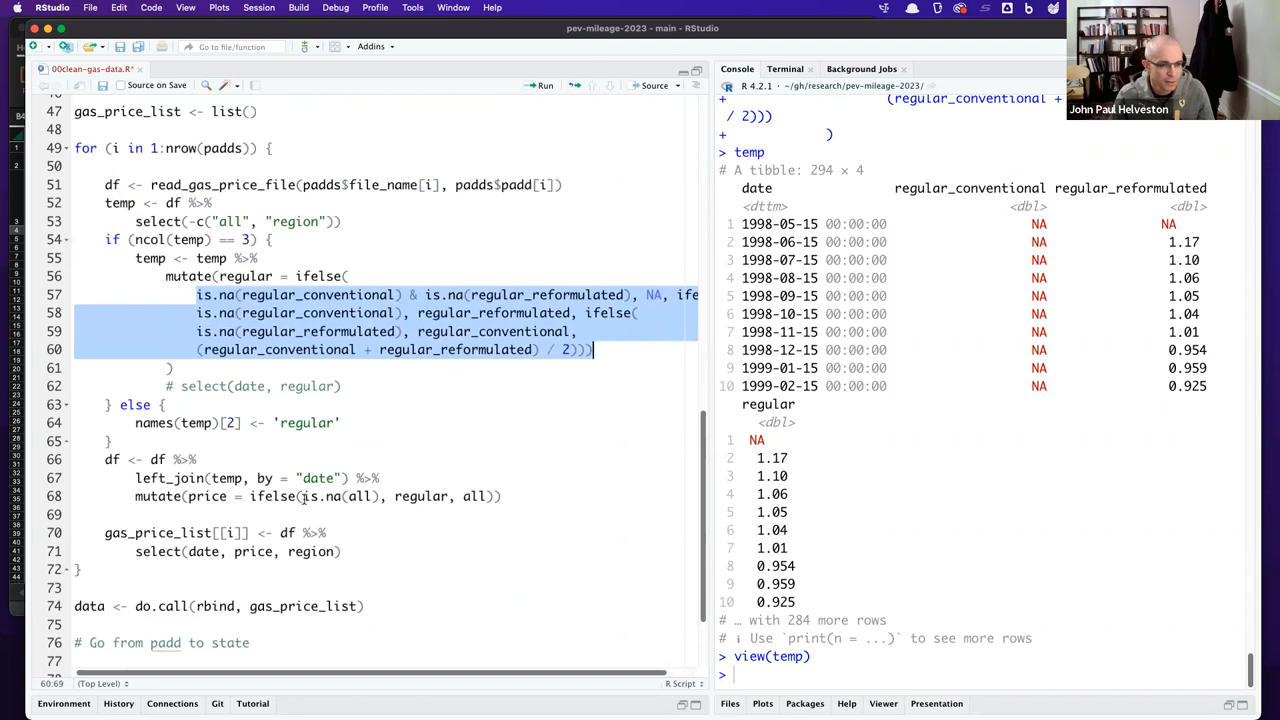 RStudio File Edit Code View Plots Session Build Debug Profile Tools Window Help
pev-mileage-2023 - main - RStudio
Go to file/function
Addins
00clean-gas-data.R*
Source on Save
Run
Source
47 gas_price_list <- list()
48
49 for (i in 1:nrow(padds)) {
50
51 df <- read_gas_price_file(padds$file_name[i], padds$padd[i])
52 temp <- df %>%
53 select(-c("all", "region"))
54 if (ncol(temp) == 3) {
55 temp <- temp %>%
56 mutate(regular = ifelse(
57 is.na(regular_conventional) & is.na(regular_reformulated), NA, ife
58 is.na(regular_conventional), regular_reformulated, ifelse(
59 is.na(regular_reformulated), regular_conventional,
60 (regular_conventional + regular_reformulated) / 2)))
61 )
62 # select(date, regular)
63 } else {
64 names(temp)[2] <- 'regular'
65 }
66 df <- df %>%
67 left_join(temp, by = "date") %>%
68 mutate(price = ifelse(is.na(all), regular, all))
69
70 gas_price_list[[i]] <- df %>%
71 select(date, price, region)
72 }
73
74 data <- do.call(rbind, gas_price_list)
75
76 # Go from padd to state
77
60:69 (Top Level) R Script
Environment History Connections Git Tutorial
Console Terminal Background Jobs
R 4.2.1 · ~/gh/research/pev-mileage-2023/
+ (regular_conventional +
/ 2)))
+ )
> temp
# A tibble: 294 × 4
date regular_conventional regular_reformulated
<dttm> <dbl> <dbl>
1 1998-05-15 00:00:00 NA NA
2 1998-06-15 00:00:00 NA 1.17
3 1998-07-15 00:00:00 NA 1.10
4 1998-08-15 00:00:00 NA 1.06
5 1998-09-15 00:00:00 NA 1.05
6 1998-10-15 00:00:00 NA 1.04
7 1998-11-15 00:00:00 NA 1.01
8 1998-12-15 00:00:00 NA 0.954
9 1999-01-15 00:00:00 NA 0.959
10 1999-02-15 00:00:00 NA 0.925
regular
<dbl>
1 NA
2 1.17
3 1.10
4 1.06
5 1.05
6 1.04
7 1.01
8 0.954
9 0.959
10 0.925
# … with 284 more rows
# ℹ Use `print(n = ...)` to see more rows
> view(temp)
>
Files Plots Packages Help Viewer Presentation
John Paul Helveston